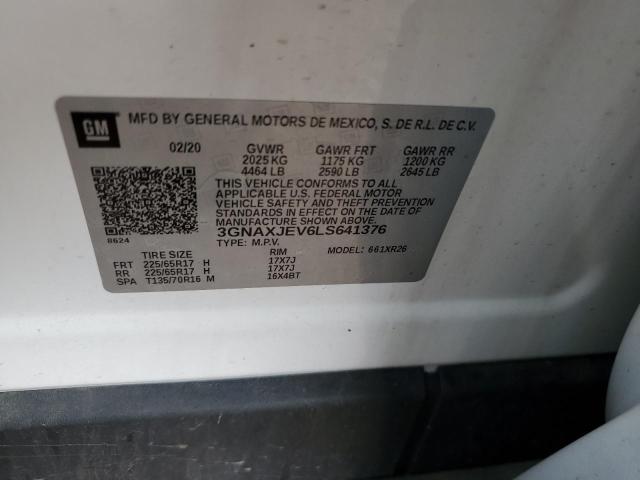 GM
MFD BY GENERAL MOTORS DE MEXICO, S. DE R.L. DE C.V.
02/20 GVWR GAWR FRT GAWR RR
2025 KG 1175 KG 1200 KG
4464 LB 2590 LB 2645 LB
THIS VEHICLE CONFORMS TO ALL
APPLICABLE U.S. FEDERAL MOTOR
VEHICLE SAFETY AND THEFT PREVENTION
STANDARDS IN EFFECT ON THE DATE OF
MANUFACTURE SHOWN ABOVE.
8624 3GNAXJEV6LS641376
TYPE: M.P.V. MODEL: 661XR26
TIRE SIZE RIM
FRT 225/65R17 H 17X7J
RR 225/65R17 H 17X7J
SPA T135/70R16 M 16X4BT